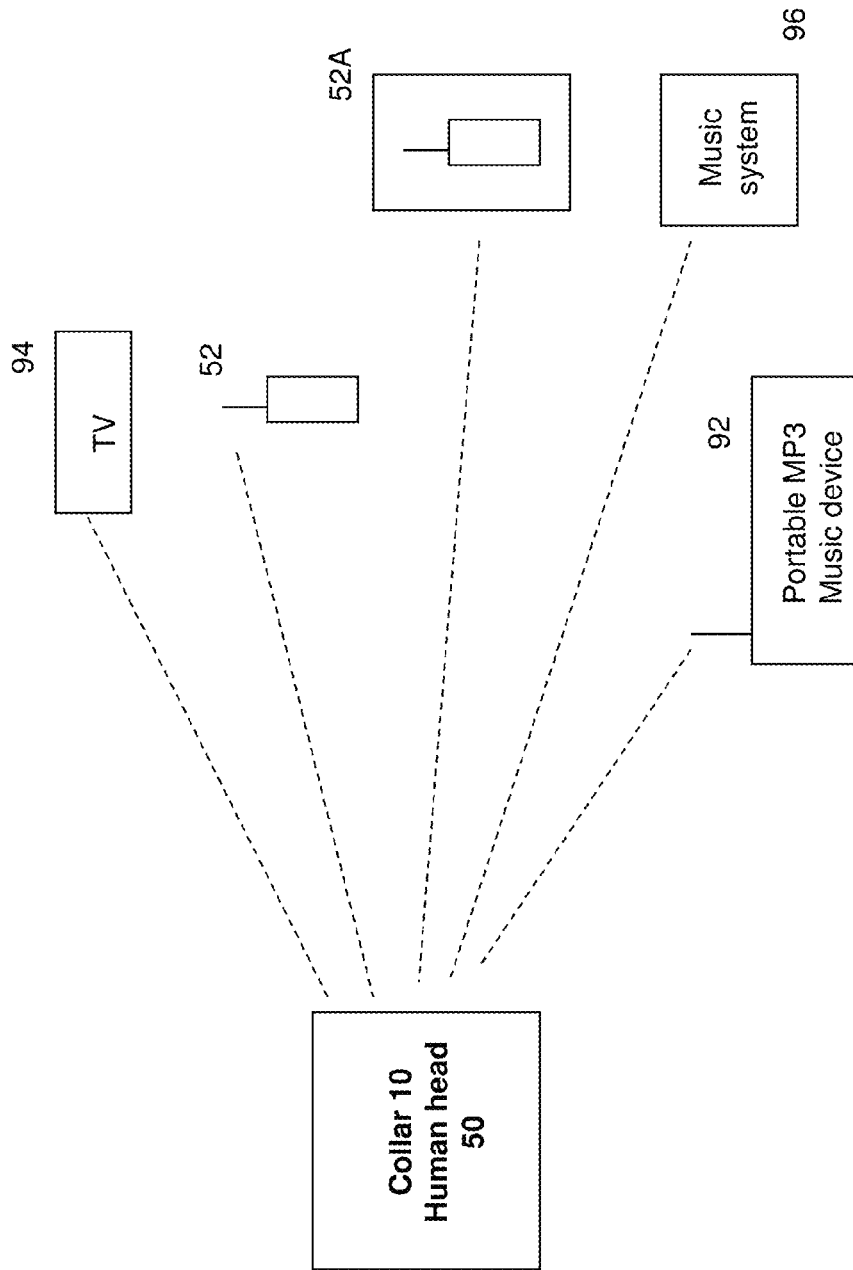 94
TV
52
52A
96
Music
system
92
Portable MP3
Music device
Collar 10
Human head
50